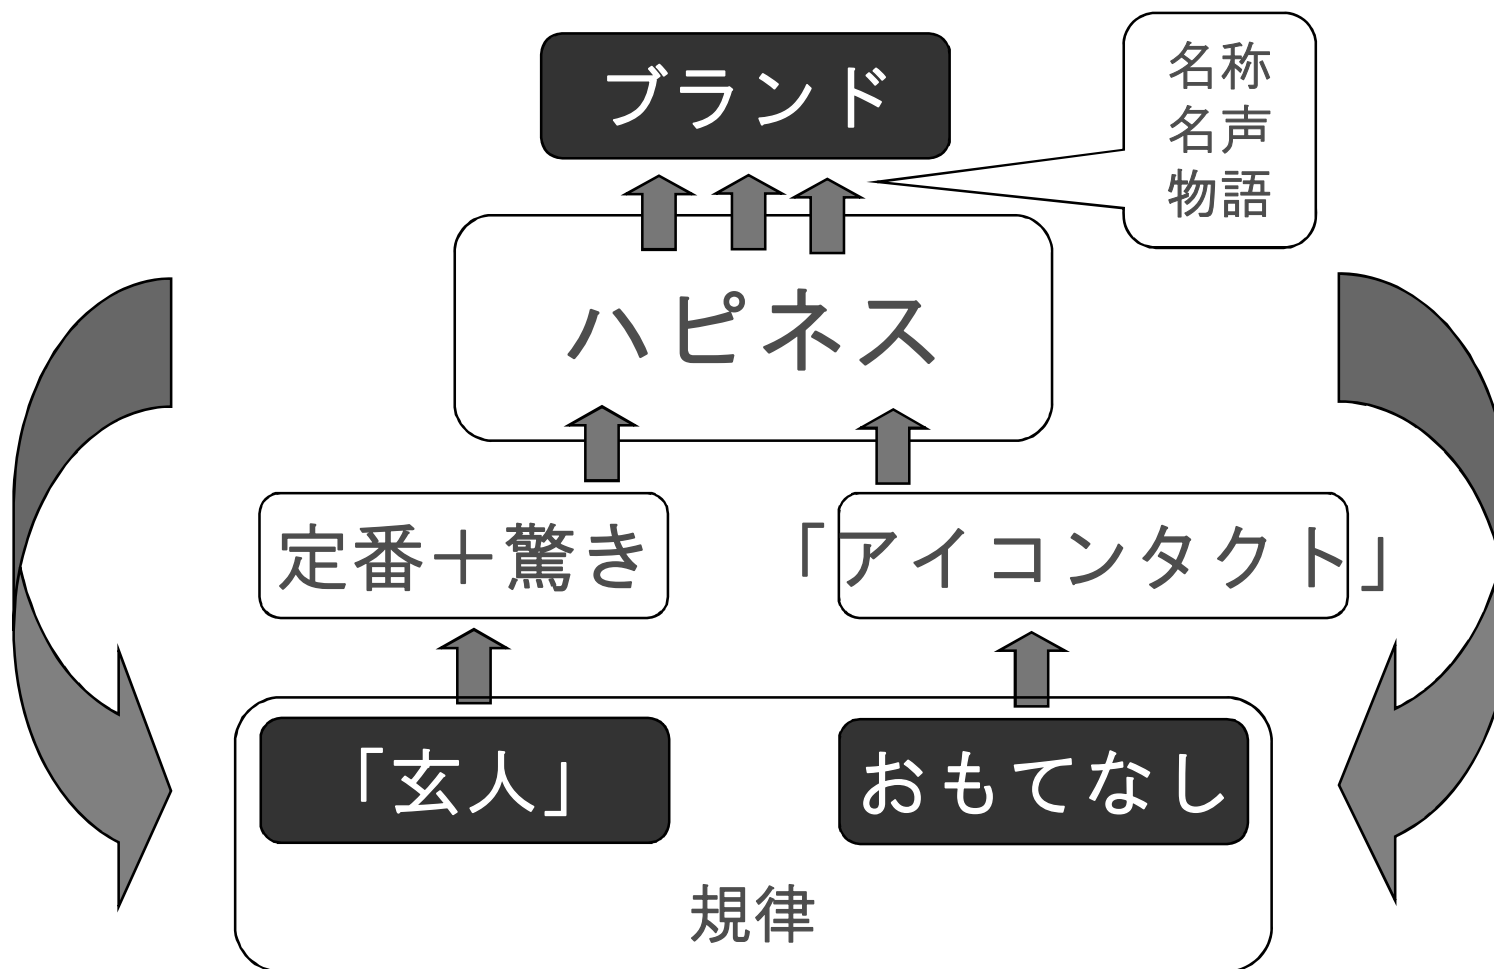 ブランド
名称
名声
物語
ハピネス
定番＋驚き
「アイコンタクト」
「玄人」
おもてなし
規律